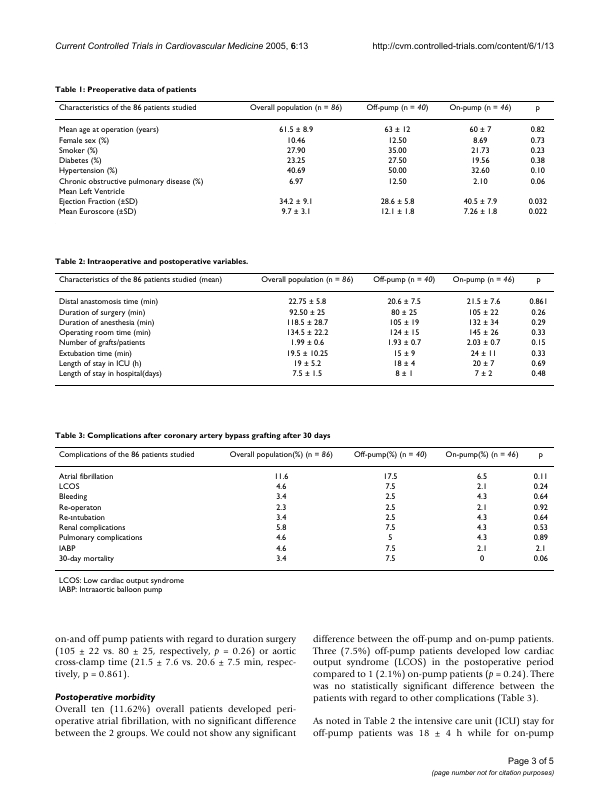 Current Controlled Trials in Cardiovascular Medicine 2005, 6:13 http://cvm.controlled-trials.com/content/6/1/13
Table 1: Preoperative data of patients
Characteristics of the 86 patients studied Overall population (n = 86) Off-pump (n = 40) On-pump (n = 46) p
Mean age at operation (years) 61.5 ± 8.9 63 ± 12 60 ± 7 0.82
Female sex (%) 10.46 12.50 8.69 0.73
Smoker (%) 27.90 35.00 21.73 0.23
Diabetes (%) 23.25 27.50 19.56 0.38
Hypertension (%) 40.69 50.00 32.60 0.10
Chronic obstructive pulmonary disease (%) 6.97 12.50 2.10 0.06
Mean Left Ventricle
Ejection Fraction (±SD) 34.2 ± 9.1 28.6 ± 5.8 40.5 ± 7.9 0.032
Mean Euroscore (±SD) 9.7 ± 3.1 12.1 ± 1.8 7.26 ± 1.8 0.022
Table 2: Intraoperative and postoperative variables.
Characteristics of the 86 patients studied (mean) Overall population (n = 86) Off-pump (n = 40) On-pump (n = 46) p
Distal anastomosis time (min) 22.75 ± 5.8 20.6 ± 7.5 21.5 ± 7.6 0.861
Duration of surgery (min) 92.50 ± 25 80 ± 25 105 ± 22 0.26
Duration of anesthesia (min) 118.5 ± 28.7 105 ± 19 132 ± 34 0.29
Operating room time (min) 134.5 ± 22.2 124 ± 15 145 ± 26 0.33
Number of grafts/patients 1.99 ± 0.6 1.93 ± 0.7 2.03 ± 0.7 0.15
Extubation time (min) 19.5 ± 10.25 15 ± 9 24 ± 11 0.33
Length of stay in ICU (h) 19 ± 5.2 18 ± 4 20 ± 7 0.69
Length of stay in hospital(days) 7.5 ± 1.5 8 ± 1 7 ± 2 0.48
Table 3: Complications after coronary artery bypass grafting after 30 days
Complications of the 86 patients studied Overall population(%) (n = 86) Off-pump(%) (n = 40) On-pump(%) (n = 46) p
Atrial fibrillation 11.6 17.5 6.5 0.11
LCOS 4.6 7.5 2.1 0.24
Bleeding 3.4 2.5 4.3 0.64
Re-operaton 2.3 2.5 2.1 0.92
Re-intubation 3.4 2.5 4.3 0.64
Renal complications 5.8 7.5 4.3 0.53
Pulmonary complications 4.6 5 4.3 0.89
IABP 4.6 7.5 2.1 2.1
30-day mortality 3.4 7.5 0 0.06
LCOS: Low cardiac output syndrome
IABP: Intraaortic balloon pump
on-and off pump patients with regard to duration surgery
(105 ± 22 vs. 80 ± 25, respectively, p = 0.26) or aortic
cross-clamp time (21.5 ± 7.6 vs. 20.6 ± 7.5 min, respec-
tively, p = 0.861).
Postoperative morbidity
Overall ten (11.62%) overall patients developed peri-
operative atrial fibrillation, with no significant difference
between the 2 groups. We could not show any significant
difference between the off-pump and on-pump patients.
Three (7.5%) off-pump patients developed low cardiac
output syndrome (LCOS) in the postoperative period
compared to 1 (2.1%) on-pump patients (p = 0.24). There
was no statistically significant difference between the
patients with regard to other complications (Table 3).
As noted in Table 2 the intensive care unit (ICU) stay for
off-pump patients was 18 ± 4 h while for on-pump
Page 3 of 5
(page number not for citation purposes)